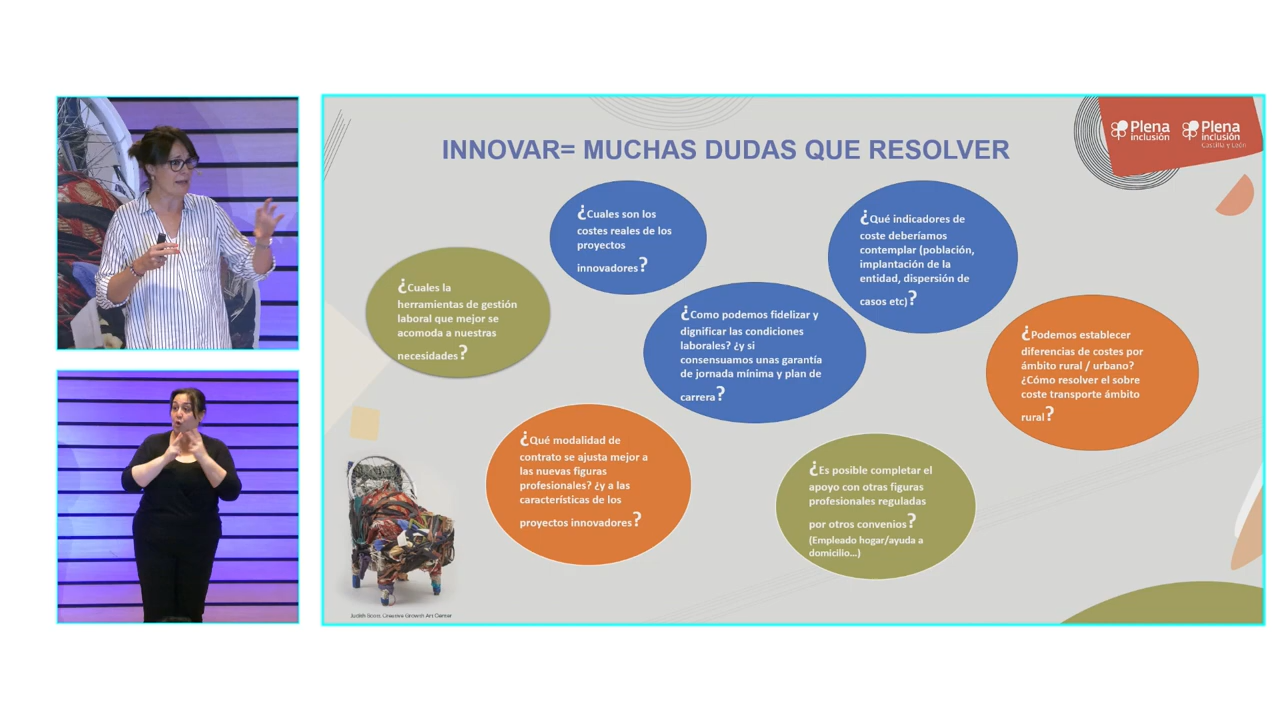 INNOVAR= MUCHAS DUDAS QUE RESOLVER
Plena
inclusión
Plena
inclusión
Castilla y León
¿Cuales la
herramientas de gestión
laboral que mejor se
acomoda a nuestras
necesidades?
¿Cuales son los
costes reales de los
proyectos
innovadores?
¿Qué indicadores de
coste deberíamos
contemplar (población,
implantación de la
entidad, dispersión de
casos etc)?
¿Como podemos fidelizar y
dignificar las condiciones
laborales? ¿y si
consensuamos unas garantía
de jornada mínima y plan de
carrera?
¿Podemos establecer
diferencias de costes por
ámbito rural / urbano?
¿Cómo resolver el sobre
coste transporte ámbito
rural?
¿Qué modalidad de
contrato se ajusta mejor a
las nuevas figuras
profesionales? ¿y a las
características de los
proyectos innovadores?
¿Es posible completar el
apoyo con otras figuras
profesionales reguladas
por otros convenios?
(Empleado hogar/ayuda a
domicilio...)
Judith Scott, Creative Growth Art Center